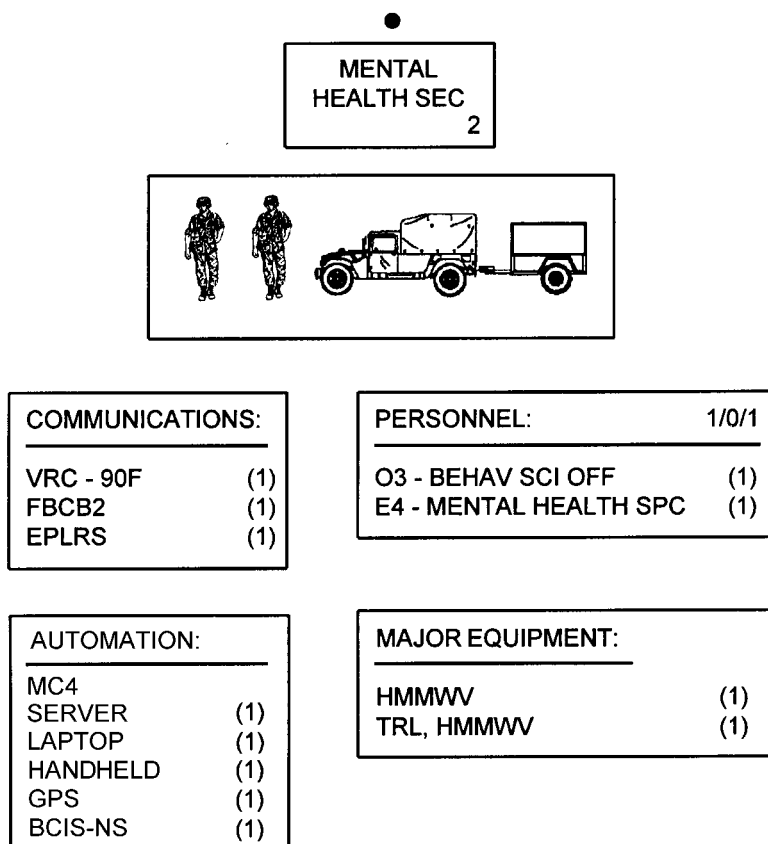 MENTAL
HEALTH SEC
2
COMMUNICATIONS:
VRC - 90F (1)
FBCB2 (1)
EPLRS (1)
PERSONNEL: 1/0/1
O3 - BEHAV SCI OFF (1)
E4 - MENTAL HEALTH SPC (1)
AUTOMATION:
MC4
SERVER (1)
LAPTOP (1)
HANDHELD (1)
GPS (1)
BCIS-NS (1)
MAJOR EQUIPMENT:
HMMWV (1)
TRL, HMMWV (1)